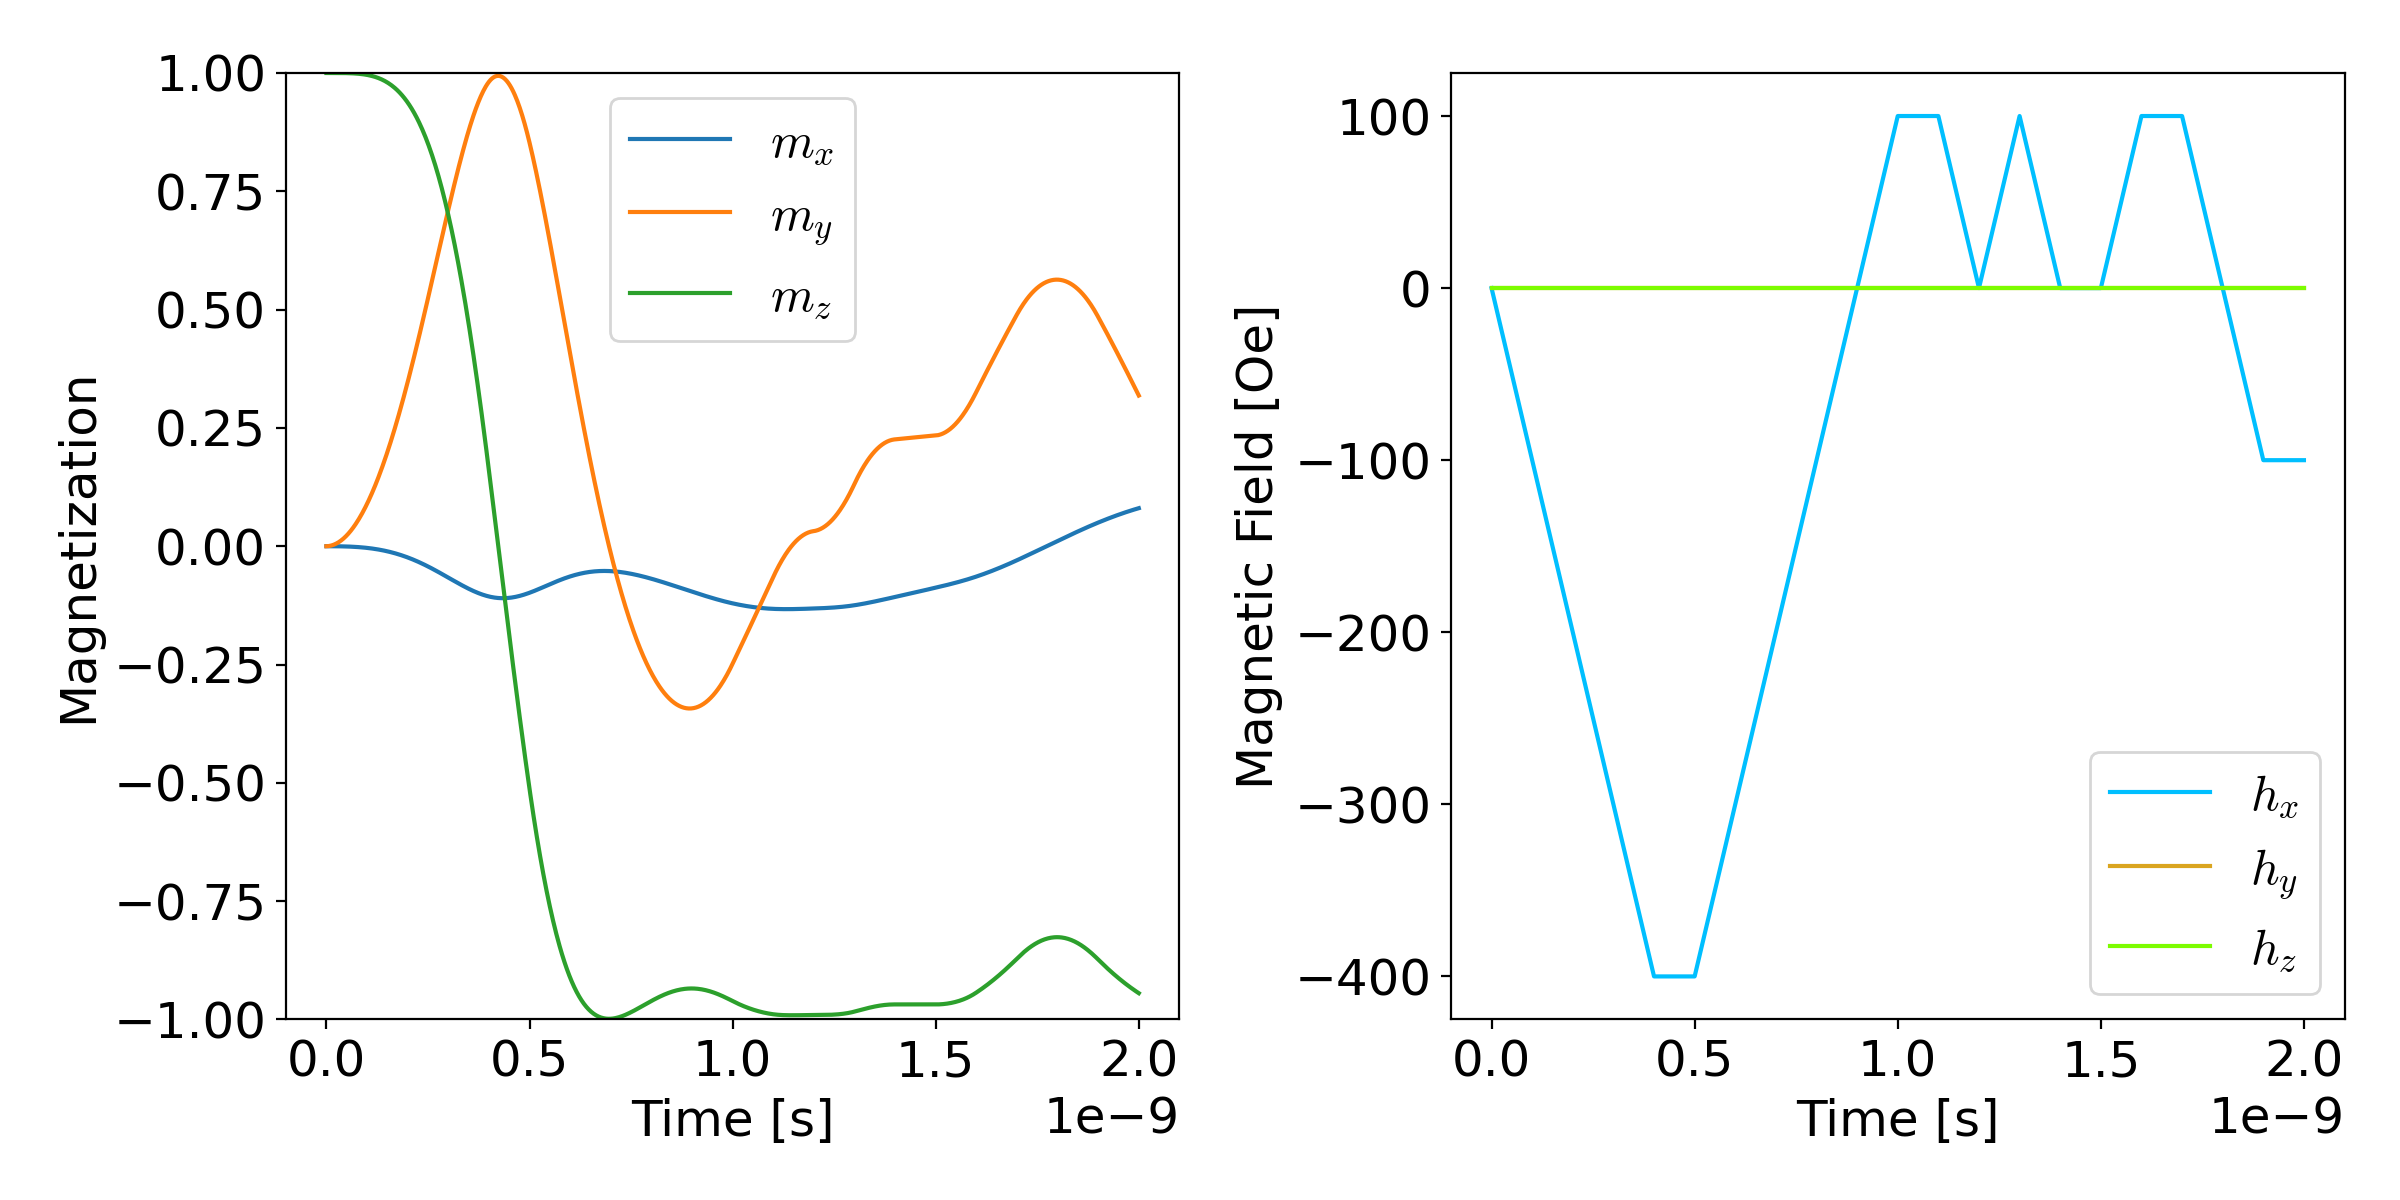 1.00
0.75
0.50
0.25
0.00
−0.25
−0.50
−0.75
−1.00
Magnetization
m_x
m_y
m_z
0.0 0.5 1.0 1.5 2.0
Time [s]
1e−9
100
0
−100
−200
−300
−400
Magnetic Field [Oe]
h_x
h_y
h_z
0.0 0.5 1.0 1.5 2.0
Time [s]
1e−9